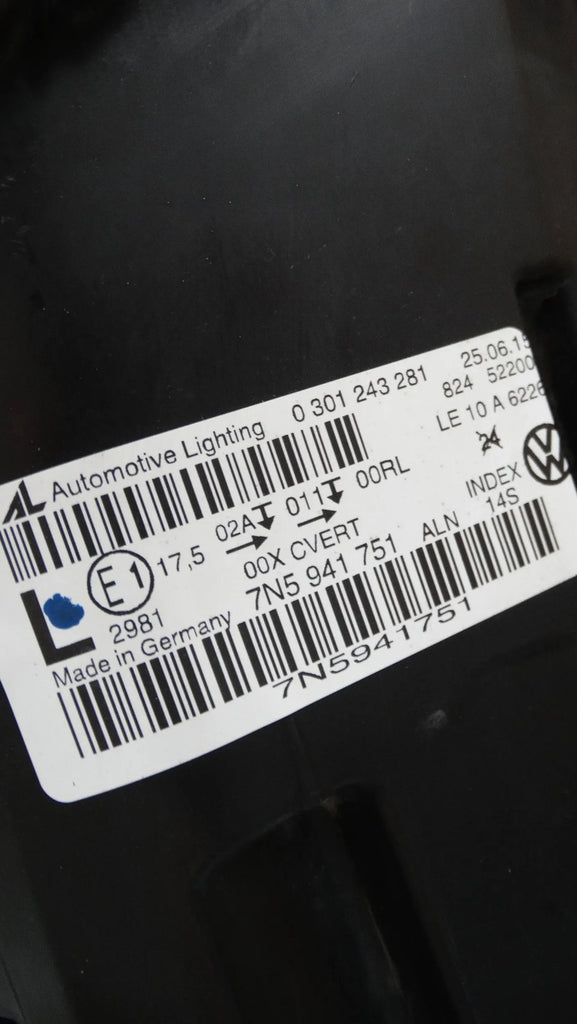 AL Automotive Lighting 0 301 243 281 25.06.15
824 52200
LE 10 A 6226
24
02A 011 00RL INDEX
L E1 17,5 00X CVERT 14S
2981 7N5 941 751 ALN
Made in Germany
7N5941751